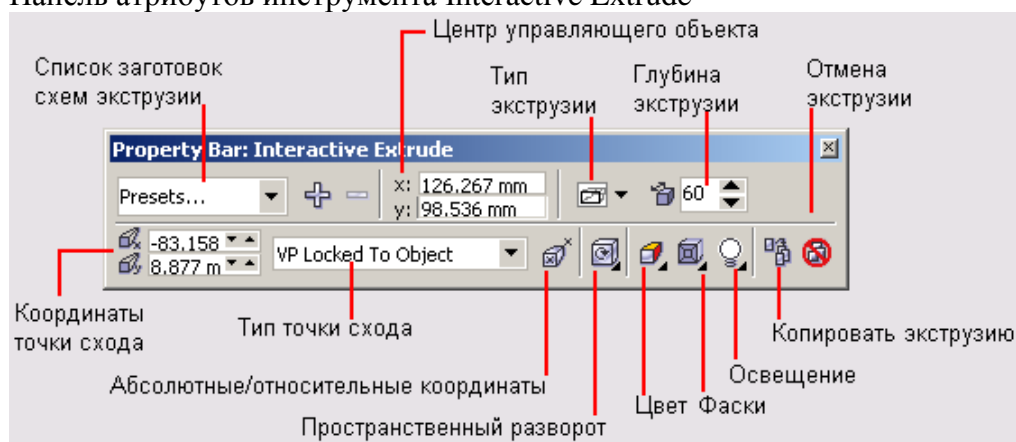 Панель атрибутов инструмента Interactive Extrude
Центр управляющего объекта
Список заготовок
схем экструзии
Тип
экструзии
Глубина
экструзии
Отмена
экструзии
Property Bar: Interactive Extrude
Presets...
x: 126.267 mm
y: 98.536 mm
60
-83.158
8.877 m
VP Locked To Object
Координаты
точки схода
Тип точки схода
Копировать экструзию
Абсолютные/относительные координаты
Освещение
Цвет Фаски
Пространственный разворот